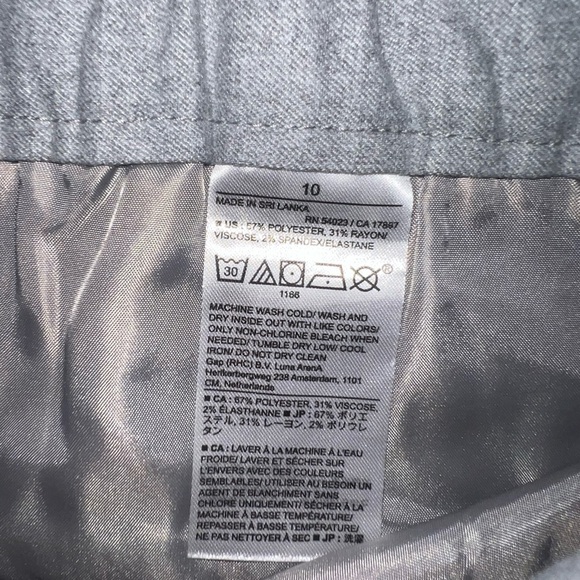 10
MADE IN SRI LANKA
RN 54023 / CA 17897
■ US : 67% POLYESTER, 31% RAYON/
VISCOSE, 2% SPANDEX/ELASTANE
30
1166
MACHINE WASH COLD/ WASH AND
DRY INSIDE OUT WITH LIKE COLORS/
ONLY NON-CHLORINE BLEACH WHEN
NEEDED/ TUMBLE DRY LOW/ COOL
IRON/ DO NOT DRY CLEAN
Gap (RHC) B.V. Luna ArenA
Herikerbergweg 238 Amsterdam, 1101
CM, Netherlands
■ CA : 67% POLYESTER, 31% VISCOSE,
2% ÉLASTHANNE ■ JP : 67% ポリエ
ステル, 31% レーヨン, 2% ポリウレ
タン
■ CA : LAVER À LA MACHINE À L'EAU
FROIDE/ LAVER ET SÉCHER SUR
L'ENVERS AVEC DES COULEURS
SEMBLABLES/ UTILISER AU BESOIN UN
AGENT DE BLANCHIMENT SANS
CHLORE UNIQUEMENT/ SÉCHER À LA
MACHINE À BASSE TEMPÉRATURE/
REPASSER À BASSE TEMPÉRATURE/
NE PAS NETTOYER À SEC ■ JP : 洗濯